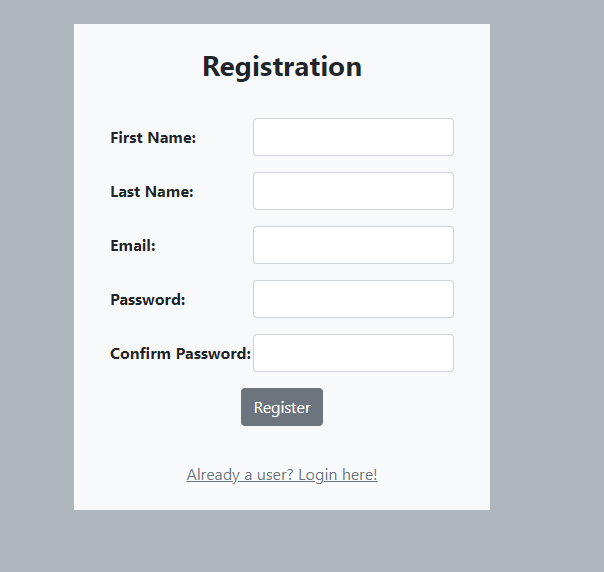 Registration
First Name:
Last Name:
Email:
Password:
Confirm Password:
Register
Already a user? Login here!